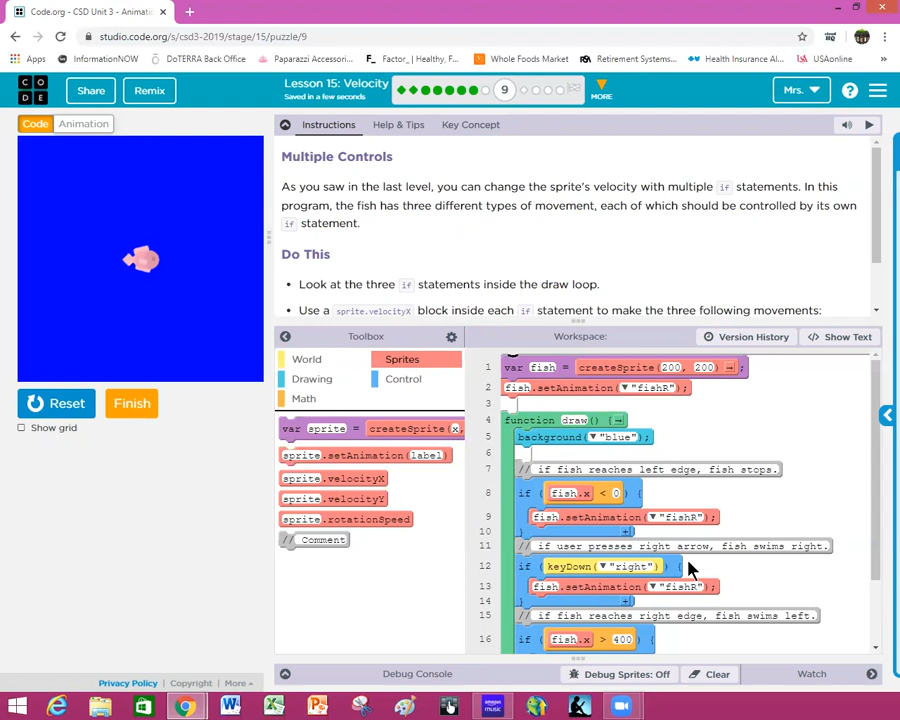 Code.org - CSD Unit 3 - Animatio
studio.code.org/s/csd3-2019/stage/15/puzzle/9
Apps InformationNOW DoTERRA Back Office Paparazzi Accessor... Factor_ | Healthy, F... Whole Foods Market Retirement Systems... Health Insurance Al... USAonline »
CODE Share Remix Lesson 15: Velocity 9 MORE Mrs. ?
Saved in a few seconds
Code Animation
Instructions Help & Tips Key Concept
Multiple Controls
As you saw in the last level, you can change the sprite's velocity with multiple if statements. In this
program, the fish has three different types of movement, each of which should be controlled by its own
if statement.
Do This
• Look at the three if statements inside the draw loop.
• Use a sprite.velocityX block inside each if statement to make the three following movements:
Toolbox Workspace: Version History </> Show Text
World Sprites
Drawing Control
Math
var sprite = createSprite(x,
sprite.setAnimation(label)
sprite.velocityX
sprite.velocityY
sprite.rotationSpeed
// Comment
Reset Finish
Show grid
1 var fish = createSprite(200, 200);
2 fish.setAnimation(▼"fishR");
3
4 function draw() {
5 background(▼"blue");
6
7 // if fish reaches left edge, fish stops.
8 if (fish.x < 0) {
9 fish.setAnimation(▼"fishR");
10 }
11 // if user presses right arrow, fish swims right.
12 if (keyDown(▼"right")) {
13 fish.setAnimation(▼"fishR");
14 }
15 // if fish reaches right edge, fish swims left.
16 if (fish.x > 400) {
Debug Console Debug Sprites: Off Clear Watch
Privacy Policy | Copyright | More